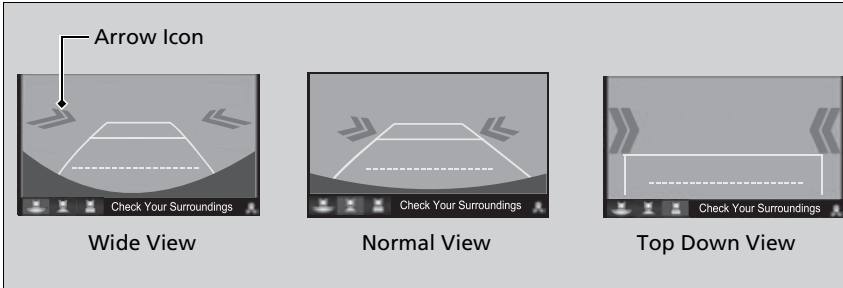 Arrow Icon
Check Your Surroundings
Check Your Surroundings
Check Your Surroundings
Wide View
Normal View
Top Down View